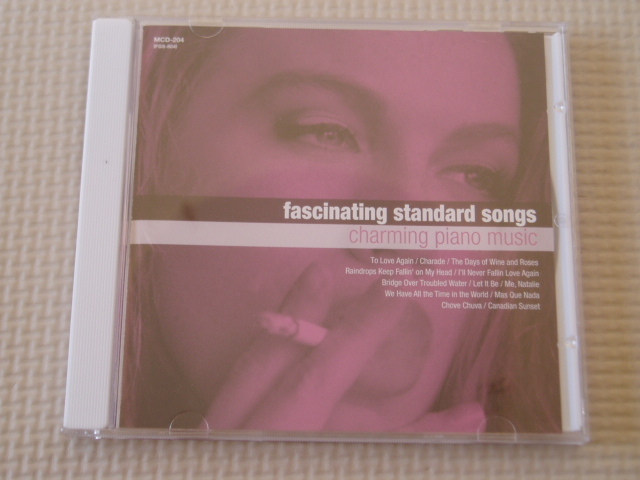 MCD-204
fascinating standard songs
charming piano music
To Love Again / Charade / The Days of Wine and Roses
Raindrops Keep Fallin' on My Head / I'll Never Fallin Love Again
Bridge Over Troubled Water / Let It Be / Me, Natalie
We Have All the Time in the World / Mas Que Nada
Chove Chuva / Canadian Sunset